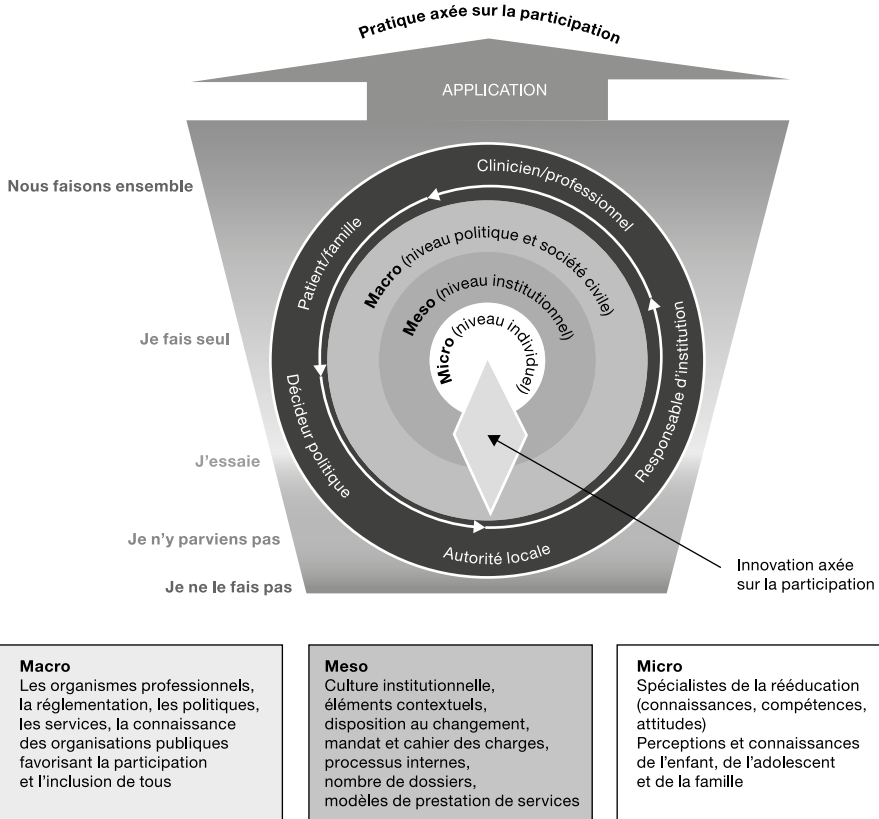 Pratique axée sur la participation
APPLICATION
Nous faisons ensemble
Je fais seul
J'essaie
Je n'y parviens pas
Je ne le fais pas
Clinicien/professionnel
Patient/famille
Décideur politique
Autorité locale
Responsable d'institution
Macro (niveau politique et société civile)
Meso (niveau institutionnel)
Micro (niveau individuel)
Innovation axée
sur la participation
Macro
Les organismes professionnels,
la réglementation, les politiques,
les services, la connaissance
des organisations publiques
favorisant la participation
et l'inclusion de tous
Meso
Culture institutionnelle,
éléments contextuels,
disposition au changement,
mandat et cahier des charges,
processus internes,
nombre de dossiers,
modèles de prestation de services
Micro
Spécialistes de la rééducation
(connaissances, compétences,
attitudes)
Perceptions et connaissances
de l'enfant, de l'adolescent
et de la famille